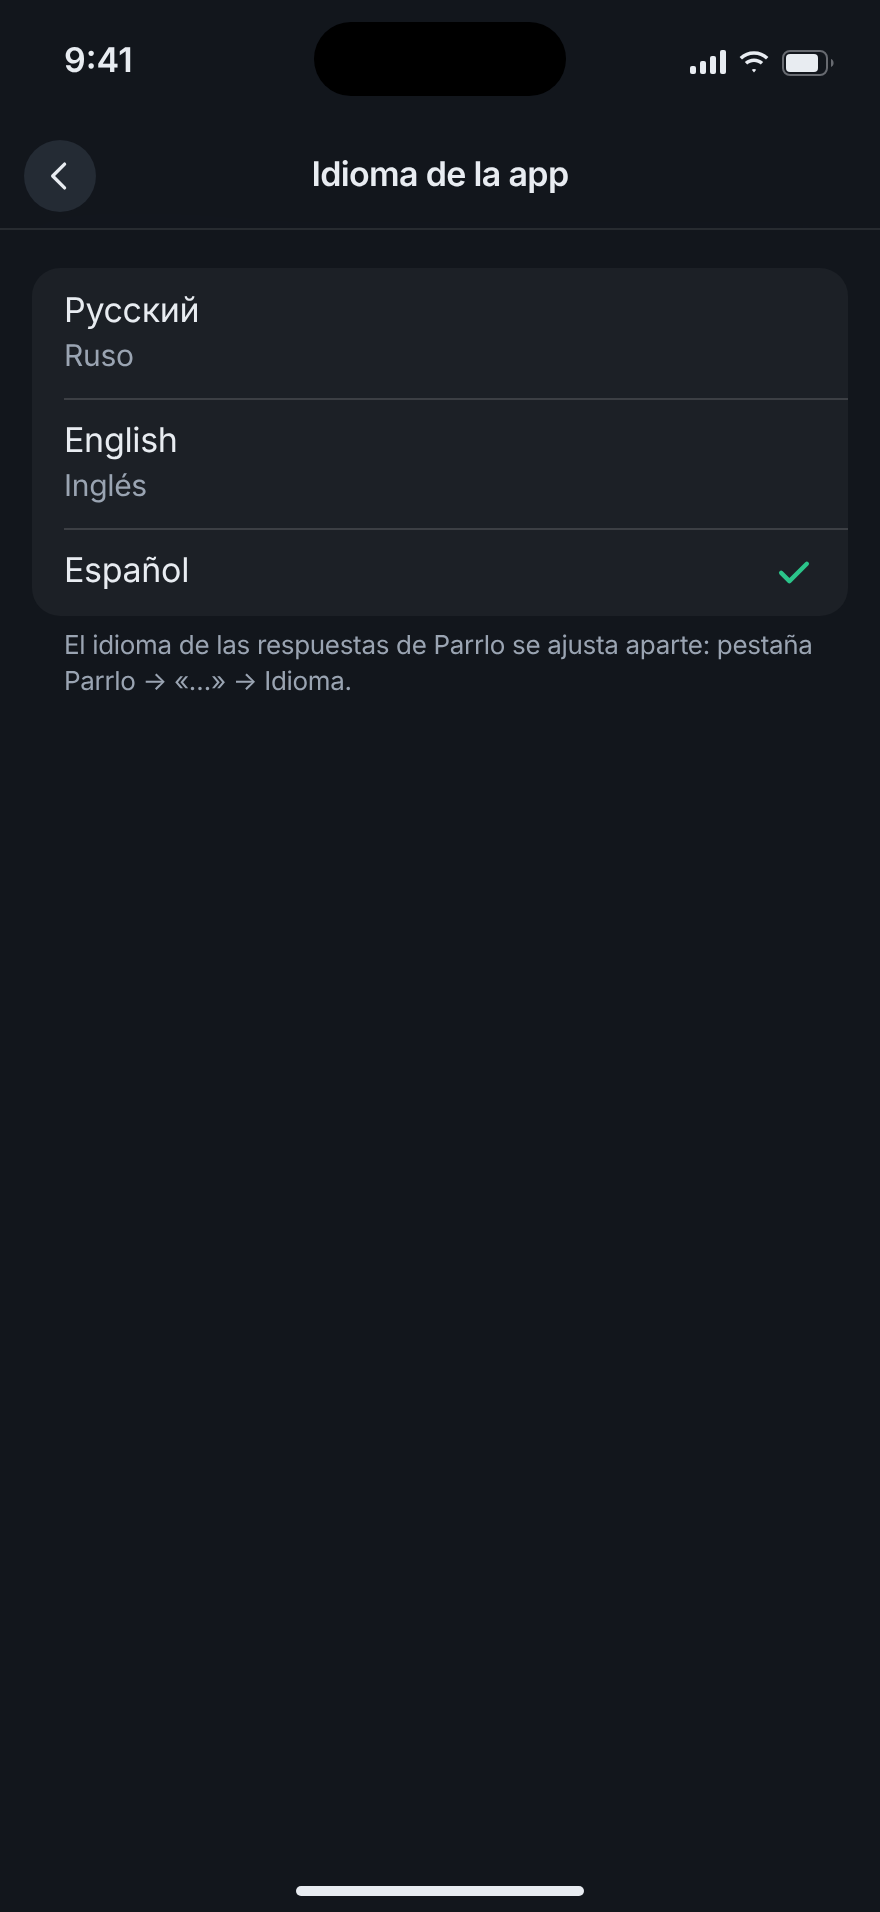 9:41
Idioma de la app
Русский
Ruso
English
Inglés
Español
El idioma de las respuestas de Parrlo se ajusta aparte: pestaña
Parrlo → «...» → Idioma.